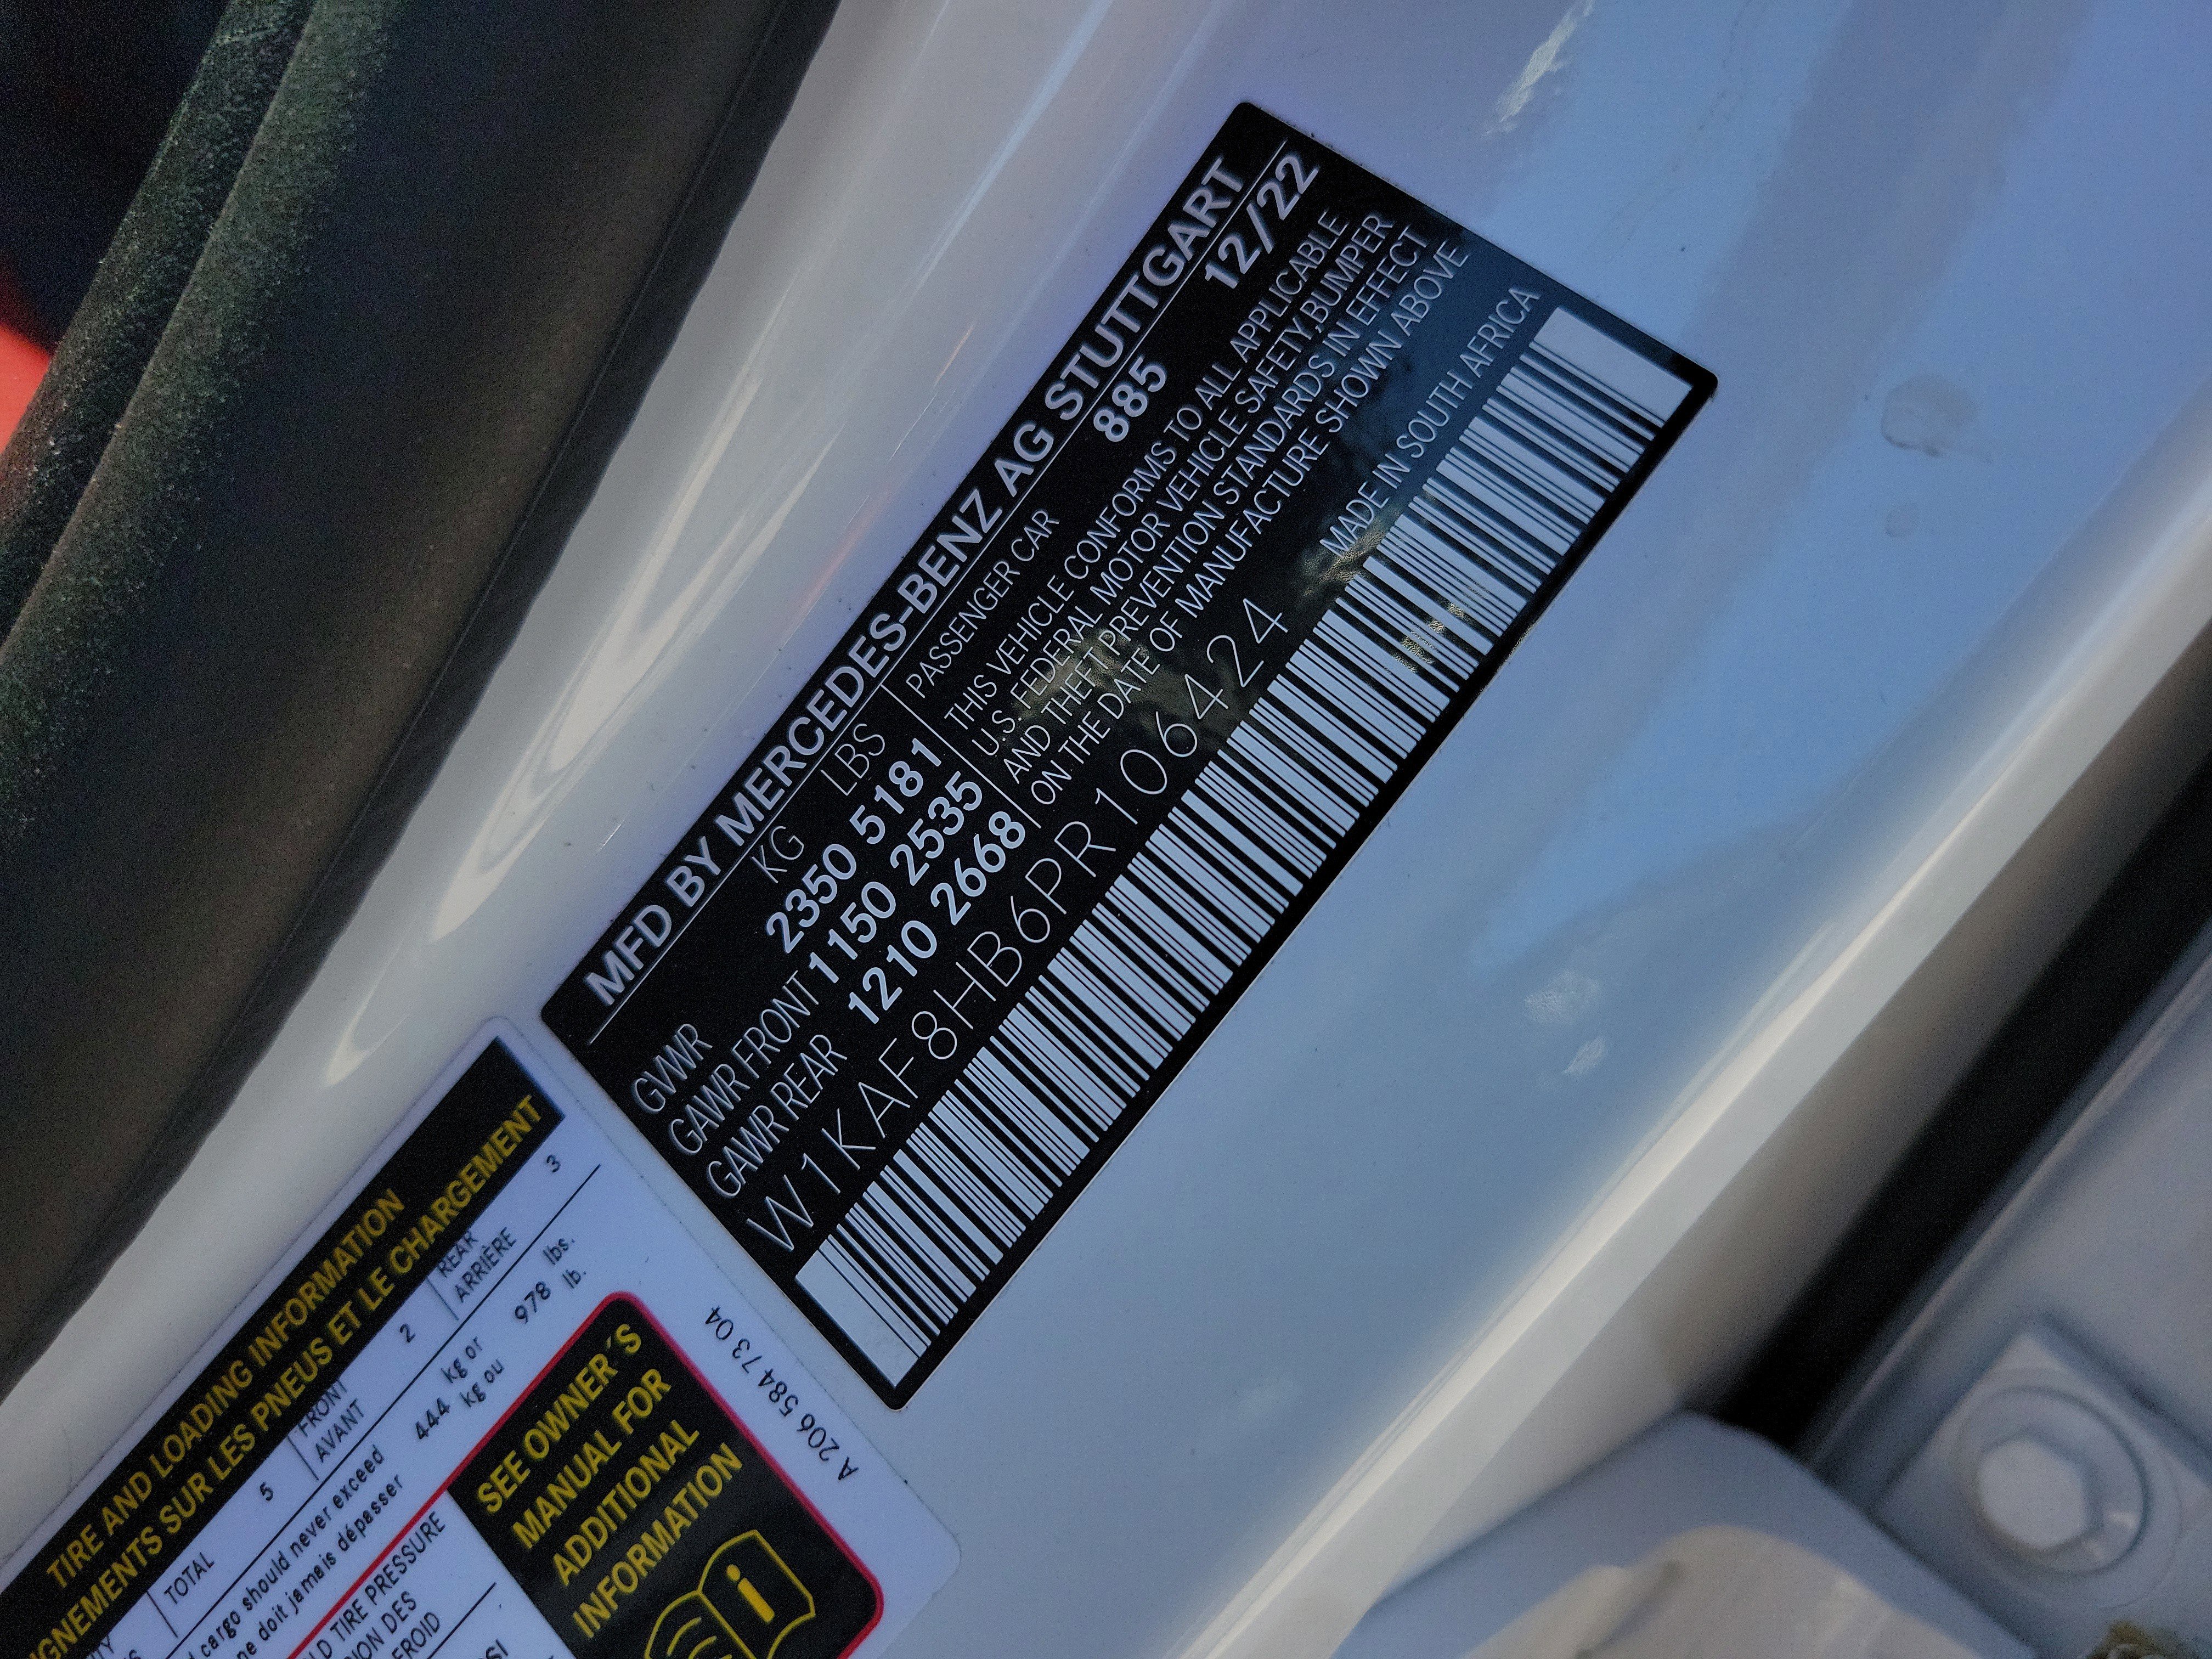 MFD BY MERCEDES-BENZ AG STUTTGART
885 12/22
KG LBS
GVWR 2350 5181
GAWR FRONT 1150 2535
GAWR REAR 1210 2668
PASSENGER CAR
THIS VEHICLE CONFORMS TO ALL APPLICABLE
U.S. FEDERAL MOTOR VEHICLE SAFETY,BUMPER
AND THEFT PREVENTION STANDARDS IN EFFECT
ON THE DATE OF MANUFACTURE SHOWN ABOVE
MADE IN SOUTH AFRICA
W1KAF8HB6PR106424
TIRE AND LOADING INFORMATION
SUR LES PNEUS ET LE CHARGEMENT
TOTAL 5 FRONT 2 REAR 3
AVANT ARRIÈRE
cargo should never exceed 444 kg or 978 lbs.
ne doit jamais dépasser kg ou lb.
TIRE PRESSURE
DES
SEE OWNER'S
MANUAL FOR
ADDITIONAL
INFORMATION
A 206 584 73 04